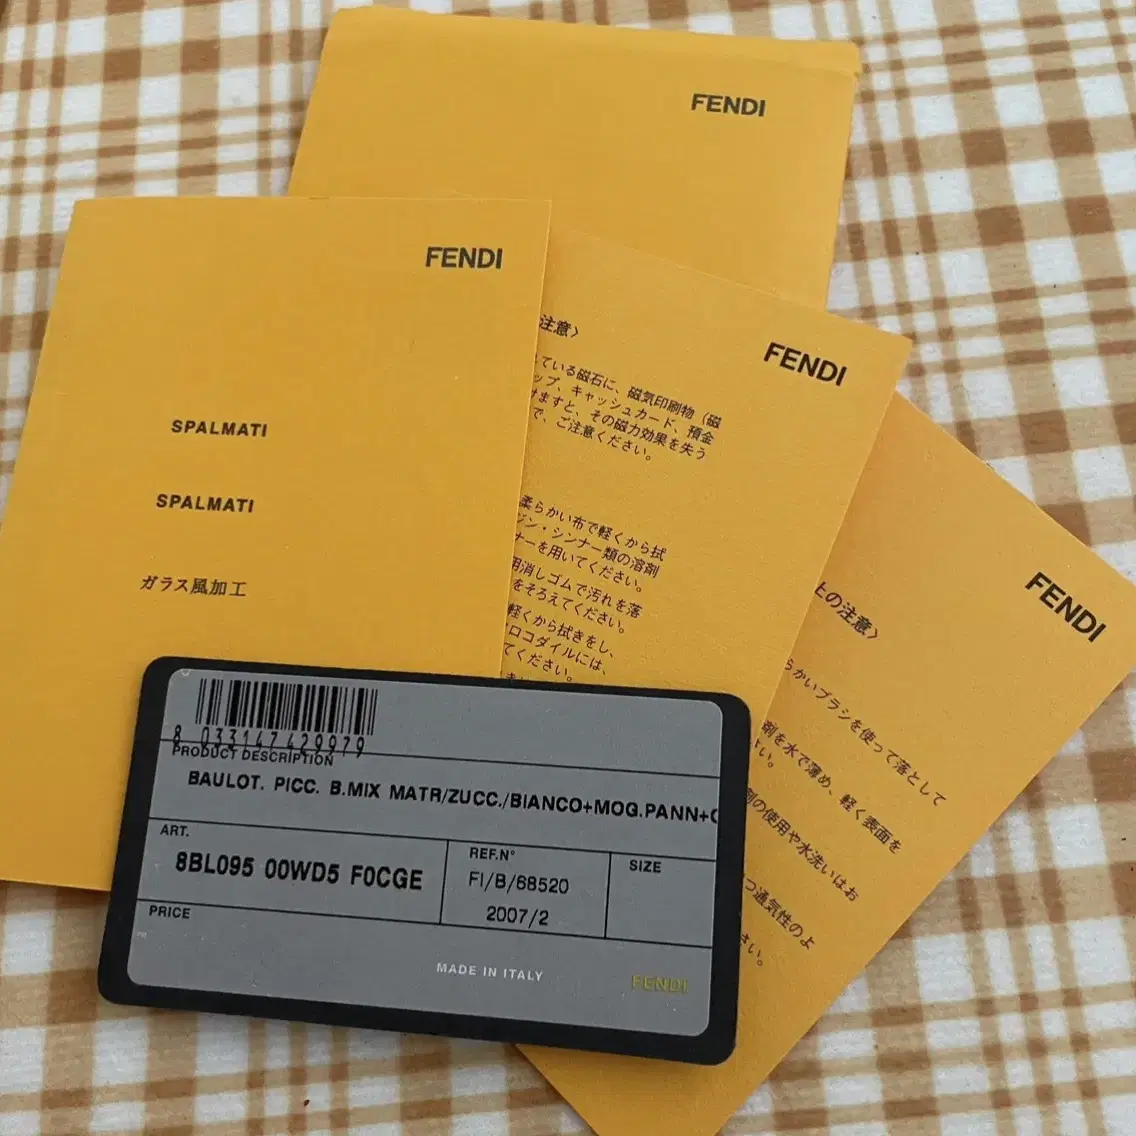 FENDI
FENDI
SPALMATI
SPALMATI
ガラス風加工
FENDI
注意〉
ている磁石に、磁気印刷物（磁
ップ、キャッシュカード、預金
けますと、その磁力効果を失う
で、ご注意ください。
柔らかい布で軽くから拭
ジン・シンナー類の溶剤
ナーを用いてください。
用消しゴムで汚れを落
をそろえてください。
軽くから拭きをし、
ロコダイルには、
てください。
FENDI
上の注意〉
らかいブラシを使って落として
剤を水で薄め、軽く表面を
い。
剤の使用や水洗いはお
つ通気性のよ
さい。
8 033147 429979
PRODUCT DESCRIPTION
BAULOT. PICC. B.MIX MATR/ZUCC./BIANCO+MOG.PANN+C
ART.
8BL095 00WD5 F0CGE
REF.N°
FI/B/68520
2007/2
SIZE
PRICE
MADE IN ITALY
FENDI